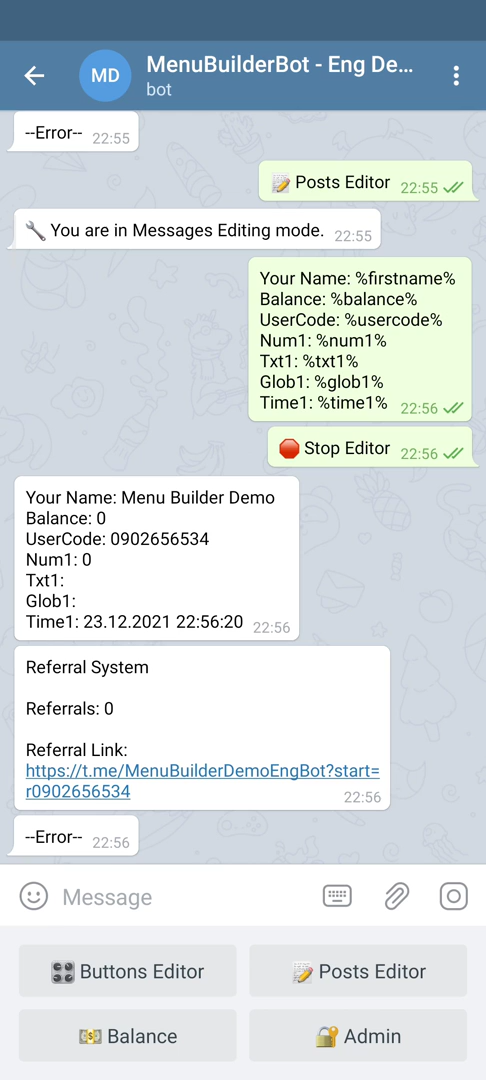 MD
MenuBuilderBot - Eng De...
bot
--Error-- 22:55
📝 Posts Editor 22:55
🔧 You are in Messages Editing mode. 22:55
Your Name: %firstname%
Balance: %balance%
UserCode: %usercode%
Num1: %num1%
Txt1: %txt1%
Glob1: %glob1%
Time1: %time1% 22:56
🛑 Stop Editor 22:56
Your Name: Menu Builder Demo
Balance: 0
UserCode: 0902656534
Num1: 0
Txt1:
Glob1:
Time1: 23.12.2021 22:56:20 22:56
Referral System
Referrals: 0
Referral Link:
https://t.me/MenuBuilderDemoEngBot?start=
r0902656534 22:56
--Error-- 22:56
Message
🎛 Buttons Editor
📝 Posts Editor
💵 Balance
🔐 Admin